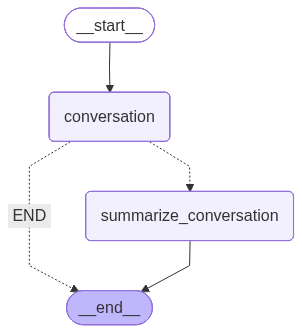 __start__
conversation
END
summarize_conversation
__end__